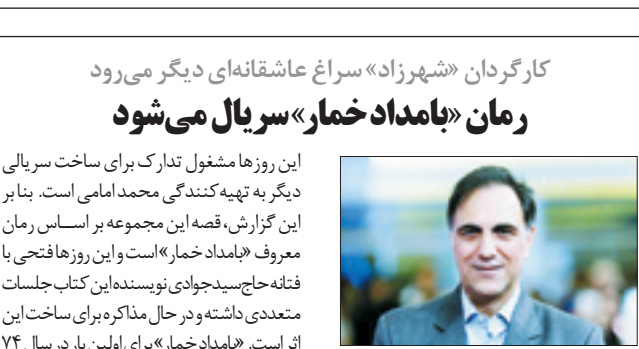 کارگردان «شهرزاد» سراغ عاشقانه‌ای دیگر می‌رود
رمان «بامداد خمار» سریال می‌شود
این روزها مشغول تدارک برای ساخت سریالی
دیگر به تهیه‌کنندگی محمد امامی است. بنا بر
این گزارش، قصه این مجموعه بر اساس رمان
معروف «بامداد خمار» است و این روزها فتحی با
فتانه حاج‌سیدجوادی نویسنده این کتاب جلسات
متعددی داشته و در حال مذاکره برای ساخت این
اثر است. «بامداد خمار» برای اولین بار در سال ۷۴